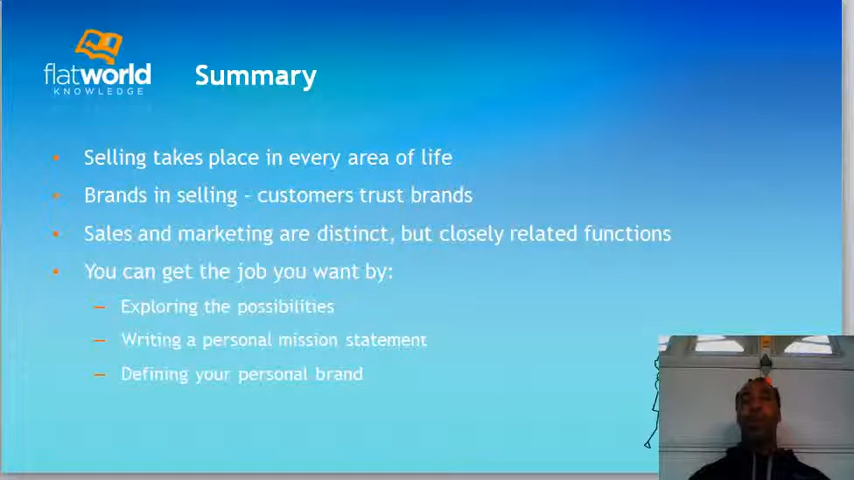 flatworld
KNOWLEDGE
Summary
• Selling takes place in every area of life
• Brands in selling – customers trust brands
• Sales and marketing are distinct, but closely related functions
• You can get the job you want by:
– Exploring the possibilities
– Writing a personal mission statement
– Defining your personal brand